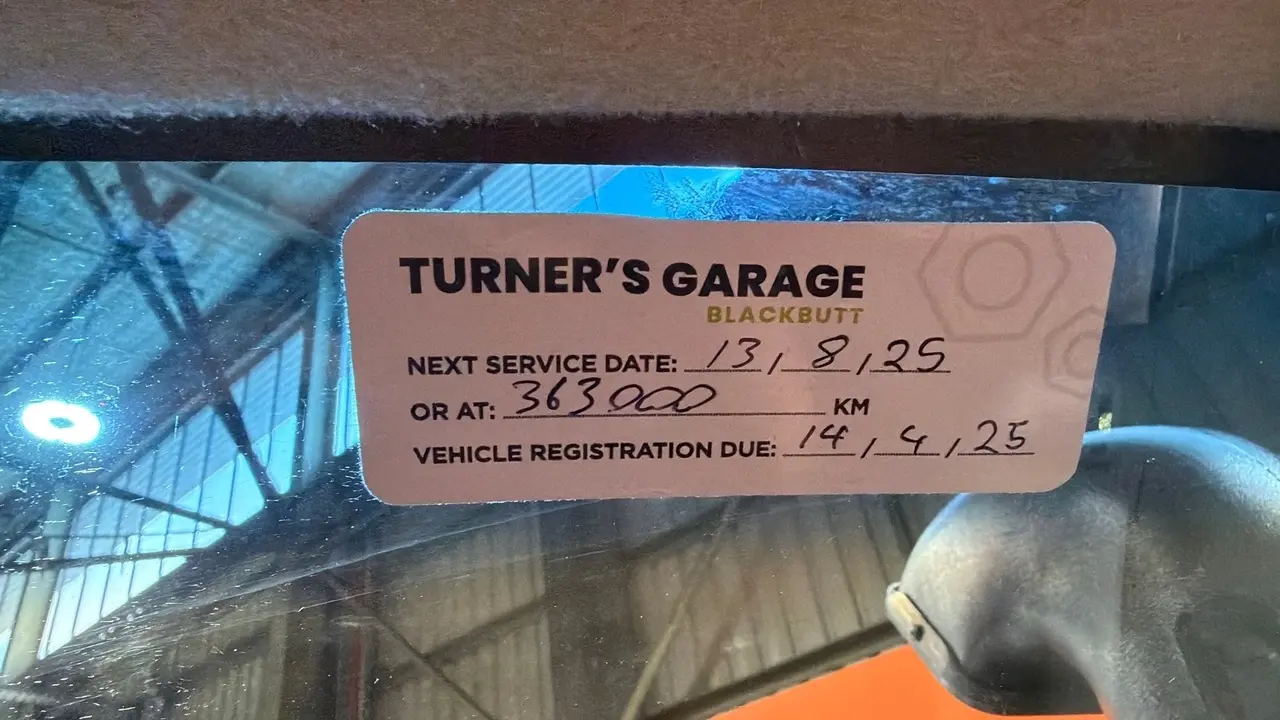 TURNER'S GARAGE
BLACKBUTT
NEXT SERVICE DATE: 13, 8, 25
OR AT: 363000 KM
VEHICLE REGISTRATION DUE: 14, 4, 25